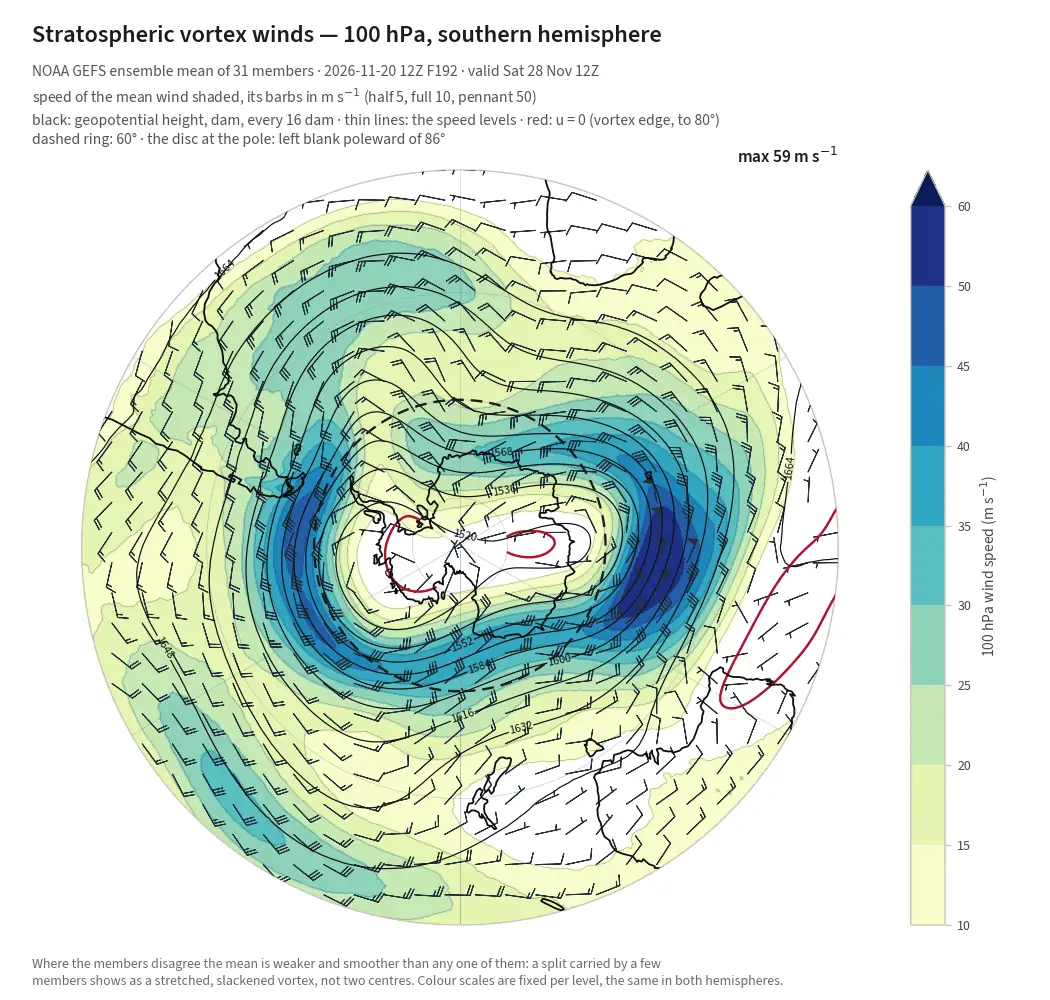 Stratospheric vortex winds — 100 hPa, southern hemisphere
NOAA GEFS ensemble mean of 31 members · 2026-11-20 12Z F192 · valid Sat 28 Nov 12Z
speed of the mean wind shaded, its barbs in m s⁻¹ (half 5, full 10, pennant 50)
black: geopotential height, dam, every 16 dam · thin lines: the speed levels · red: u = 0 (vortex edge, to 80°)
dashed ring: 60° · the disc at the pole: left blank poleward of 86°
max 59 m s⁻¹
60
50
45
40
35
30
25
20
15
10
100 hPa wind speed (m s⁻¹)
1664
1664
1568
1536
1520
1552
1584
1600
1616
1632
1648
Where the members disagree the mean is weaker and smoother than any one of them: a split carried by a few
members shows as a stretched, slackened vortex, not two centres. Colour scales are fixed per level, the same in both hemispheres.